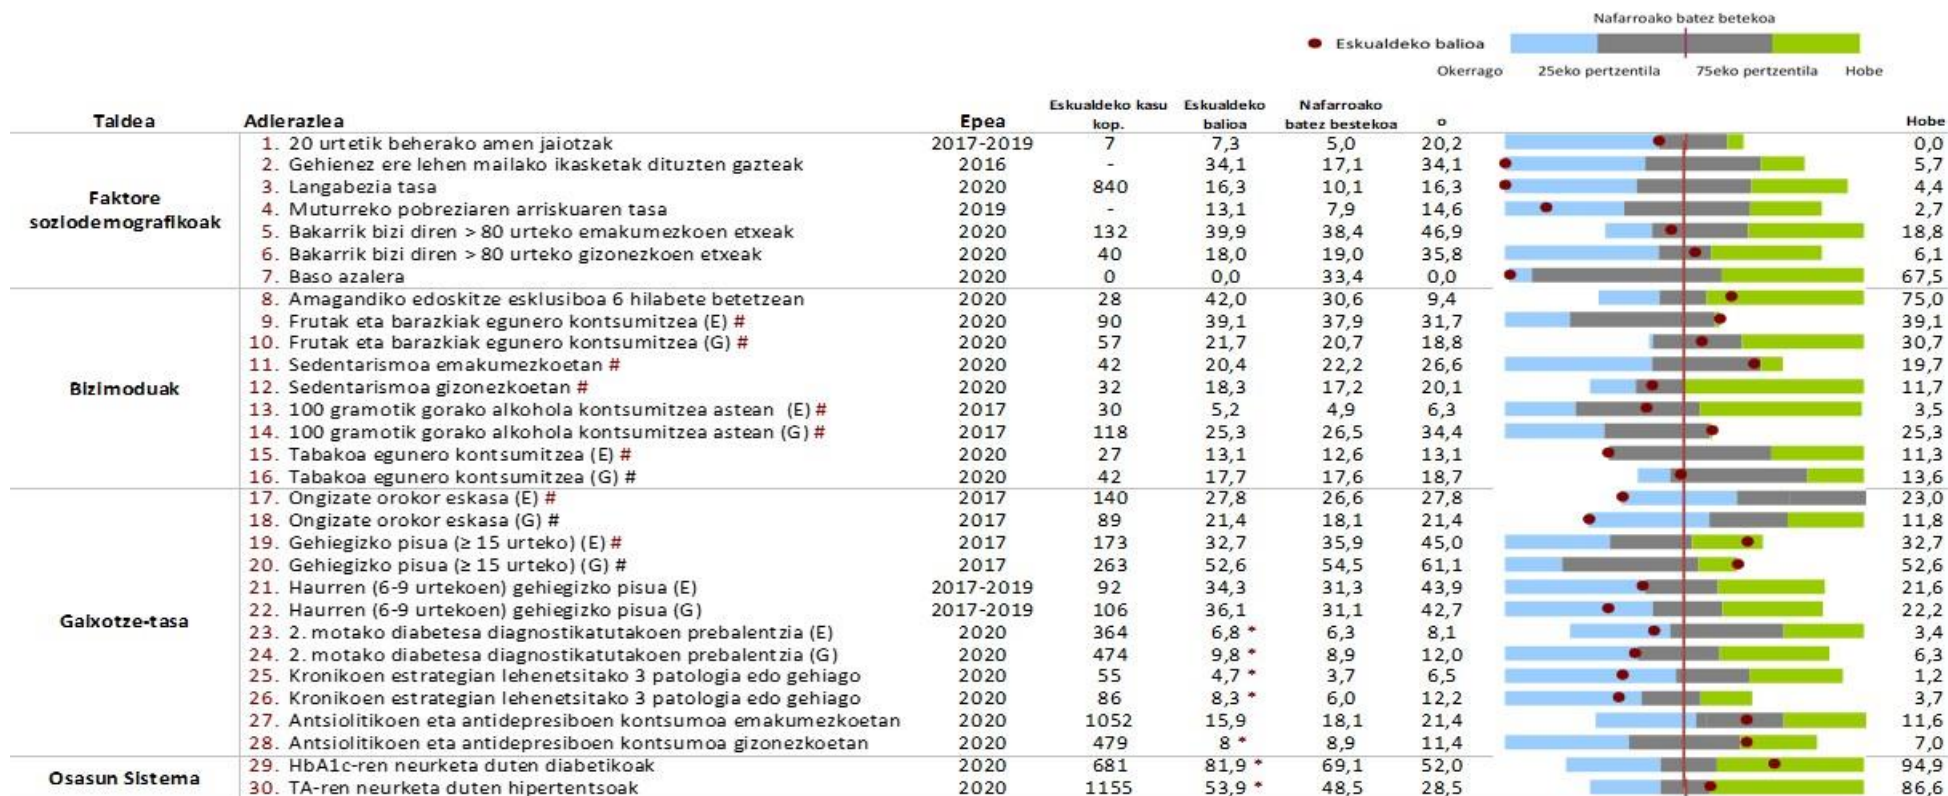 Nafarroako batez betekoa
Eskualdeko balioa
Okerrago 25eko pertzentila 75eko pertzentila Hobe
Taldea Adierazlea Epea Eskualdeko kasu kop. Eskualdeko balioa Nafarroako batez bestekoa o Hobe
Faktore soziodemografikoak
1. 20 urtetik beherako amen jaiotzak 2017-2019 7 7,3 5,0 20,2 0,0
2. Gehienez ere lehen mailako ikasketak dituzten gazteak 2016 - 34,1 17,1 34,1 5,7
3. Langabezia tasa 2020 840 16,3 10,1 16,3 4,4
4. Muturreko pobreziaren arriskuaren tasa 2019 - 13,1 7,9 14,6 2,7
5. Bakarrik bizi diren > 80 urteko emakumezkoen etxeak 2020 132 39,9 38,4 46,9 18,8
6. Bakarrik bizi diren > 80 urteko gizonezkoen etxeak 2020 40 18,0 19,0 35,8 6,1
7. Baso azalera 2020 0 0,0 33,4 0,0 67,5
Bizimoduak
8. Amagandiko edoskitze esklusiboa 6 hilabete betetzean 2020 28 42,0 30,6 9,4 75,0
9. Frutak eta barazkiak egunero kontsumitzea (E) # 2020 90 39,1 37,9 31,7 39,1
10. Frutak eta barazkiak egunero kontsumitzea (G) # 2020 57 21,7 20,7 18,8 30,7
11. Sedentarismoa emakumezkoetan # 2020 42 20,4 22,2 26,6 19,7
12. Sedentarismoa gizonezkoetan # 2020 32 18,3 17,2 20,1 11,7
13. 100 gramotik gorako alkohola kontsumitzea astean (E) # 2017 30 5,2 4,9 6,3 3,5
14. 100 gramotik gorako alkohola kontsumitzea astean (G) # 2017 118 25,3 26,5 34,4 25,3
15. Tabakoa egunero kontsumitzea (E) # 2020 27 13,1 12,6 13,1 11,3
16. Tabakoa egunero kontsumitzea (G) # 2020 42 17,7 17,6 18,7 13,6
Gaixotze-tasa
17. Ongizate orokor eskasa (E) # 2017 140 27,8 26,6 27,8 23,0
18. Ongizate orokor eskasa (G) # 2017 89 21,4 18,1 21,4 11,8
19. Gehiegizko pisua (≥ 15 urteko) (E) # 2017 173 32,7 35,9 45,0 32,7
20. Gehiegizko pisua (≥ 15 urteko) (G) # 2017 263 52,6 54,5 61,1 52,6
21. Haurren (6-9 urtekoen) gehiegizko pisua (E) 2017-2019 92 34,3 31,3 43,9 21,6
22. Haurren (6-9 urtekoen) gehiegizko pisua (G) 2017-2019 106 36,1 31,1 42,7 22,2
23. 2. motako diabetesa diagnostikatutakoen prebalentzia (E) 2020 364 6,8 * 6,3 8,1 3,4
24. 2. motako diabetesa diagnostikatutakoen prebalentzia (G) 2020 474 9,8 * 8,9 12,0 6,3
25. Kronikoen estrategian lehenetsitako 3 patologia edo gehiago 2020 55 4,7 * 3,7 6,5 1,2
26. Kronikoen estrategian lehenetsitako 3 patologia edo gehiago 2020 86 8,3 * 6,0 12,2 3,7
27. Antsiolitikoen eta antidepresiboen kontsumoa emakumezkoetan 2020 1052 15,9 18,1 21,4 11,6
28. Antsiolitikoen eta antidepresiboen kontsumoa gizonezkoetan 2020 479 8 * 8,9 11,4 7,0
Osasun Sistema
29. HbA1c-ren neurketa duten diabetikoak 2020 681 81,9 * 69,1 52,0 94,9
30. TA-ren neurketa duten hipertentsoak 2020 1155 53,9 * 48,5 28,5 86,6